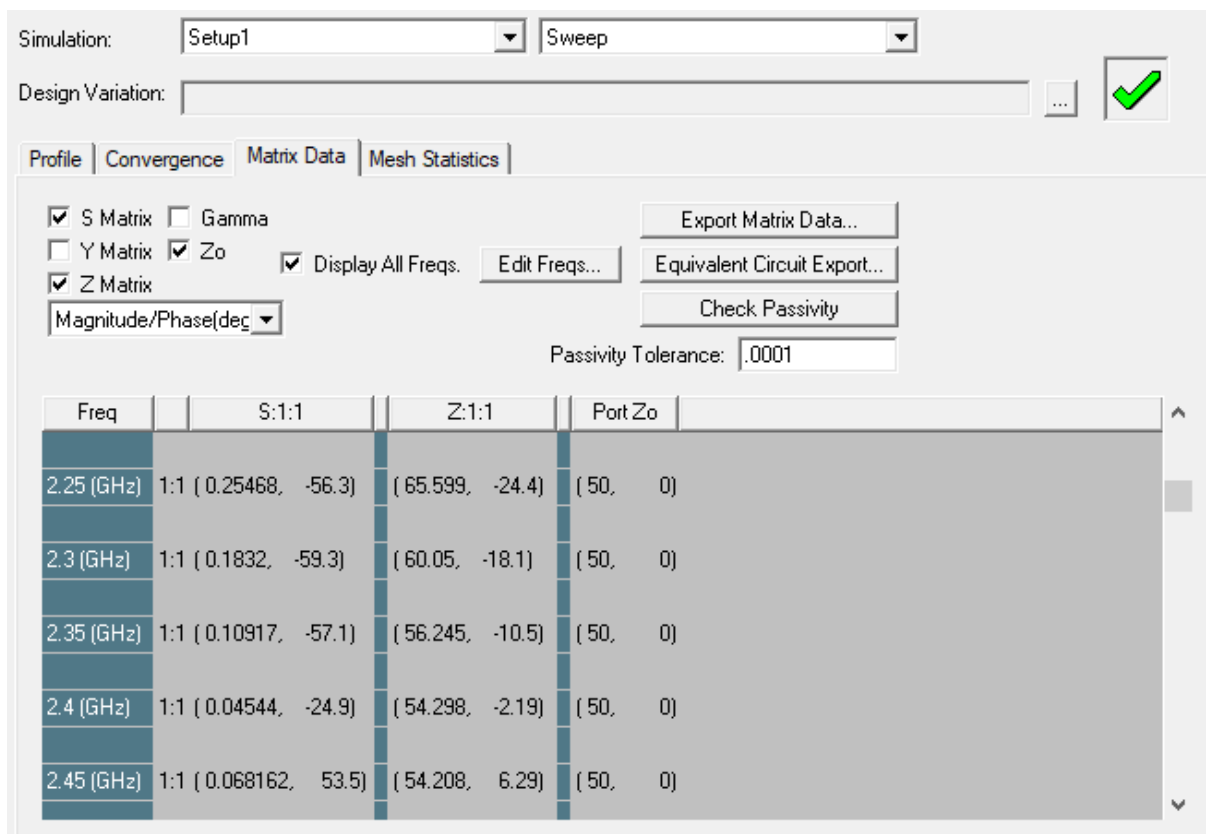 Simulation: Setup1 Sweep
Design Variation: ...
Profile Convergence Matrix Data Mesh Statistics
S Matrix Gamma Export Matrix Data...
Y Matrix Zo Display All Freqs. Edit Freqs... Equivalent Circuit Export...
Z Matrix Check Passivity
Magnitude/Phase(deg
Passivity Tolerance: .0001
Freq S:1:1 Z:1:1 Port Zo
2.25 (GHz) 1:1 ( 0.25468, -56.3) ( 65.599, -24.4) ( 50, 0)
2.3 (GHz) 1:1 ( 0.1832, -59.3) ( 60.05, -18.1) ( 50, 0)
2.35 (GHz) 1:1 ( 0.10917, -57.1) ( 56.245, -10.5) ( 50, 0)
2.4 (GHz) 1:1 ( 0.04544, -24.9) ( 54.298, -2.19) ( 50, 0)
2.45 (GHz) 1:1 ( 0.068162, 53.5) ( 54.208, 6.29) ( 50, 0)